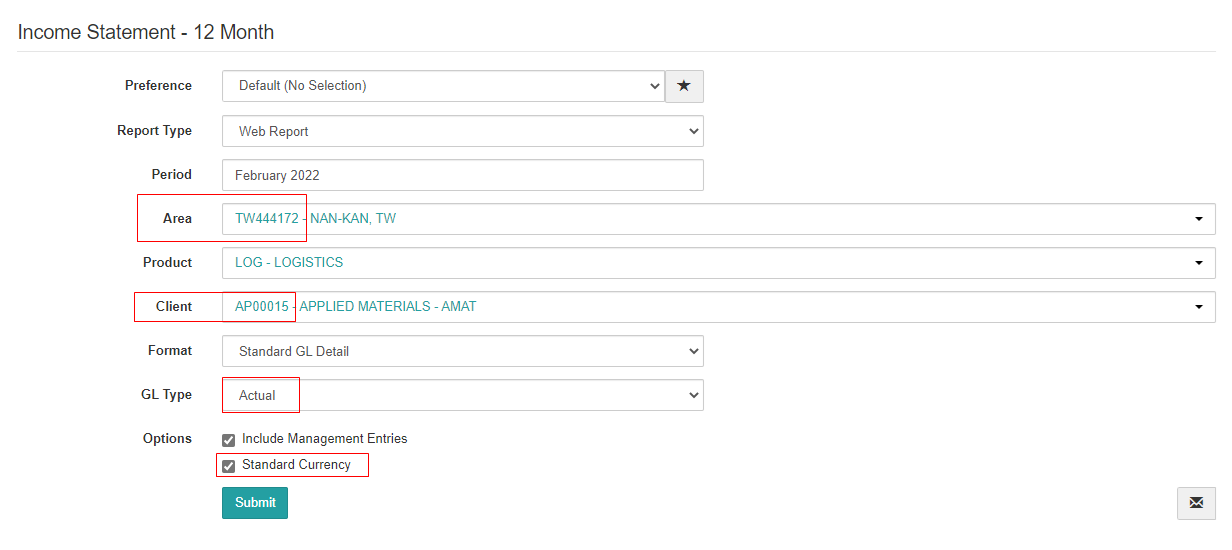 Income Statement - 12 Month
Preference Default (No Selection)
Report Type Web Report
Period February 2022
Area TW444172 - NAN-KAN, TW
Product LOG - LOGISTICS
Client AP00015 - APPLIED MATERIALS - AMAT
Format Standard GL Detail
GL Type Actual
Options Include Management Entries
Standard Currency
Submit